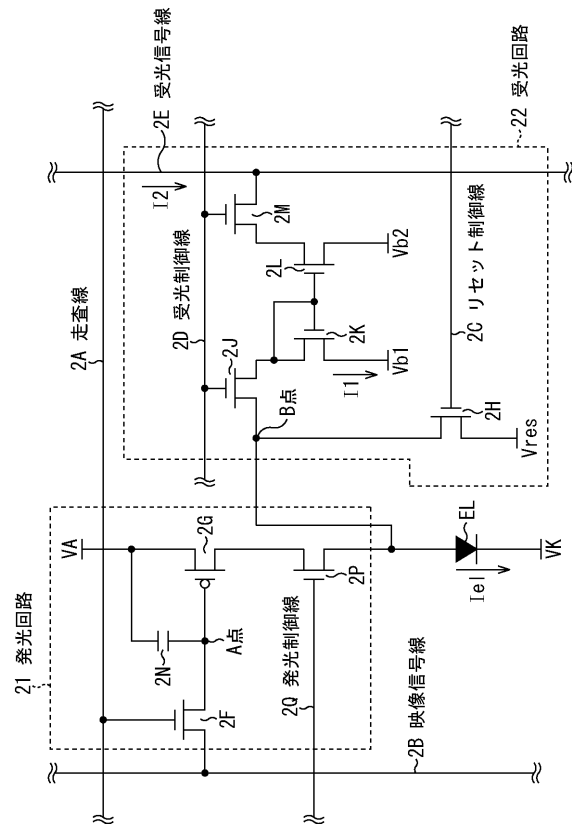 2A 走査線
2E 受光信号線
21 発光回路
VA
2D 受光制御線
I2
2M
2N
2G
2J
2L
A点
2F
2K
Vb2
B点
I1
Vb1
2Q 発光制御線
2P
2C リセット制御線
22 受光回路
2H
Vres
EL
Iel
VK
2B 映像信号線